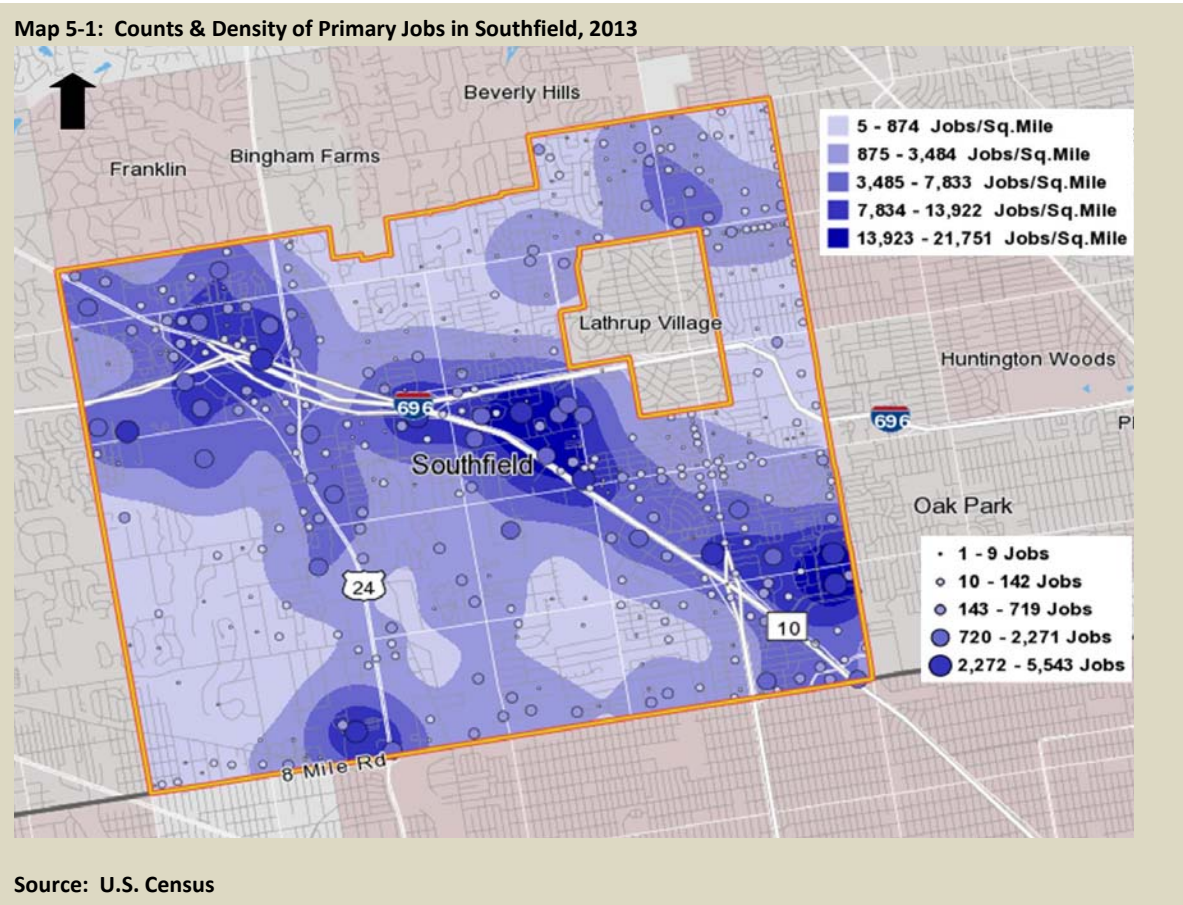 Map 5-1:  Counts & Density of Primary Jobs in Southfield, 2013
Beverly Hills
Bingham Farms
Franklin
5 - 874  Jobs/Sq.Mile
875 - 3,484  Jobs/Sq.Mile
3,485 - 7,833  Jobs/Sq.Mile
7,834 - 13,922  Jobs/Sq.Mile
13,923 - 21,751  Jobs/Sq.Mile
Lathrup Village
Huntington Woods
696
696
Pl
Southfield
Oak Park
24
10
1 - 9 Jobs
10 - 142 Jobs
143 - 719 Jobs
720 - 2,271 Jobs
2,272 - 5,543 Jobs
8 Mile Rd
Source:  U.S. Census